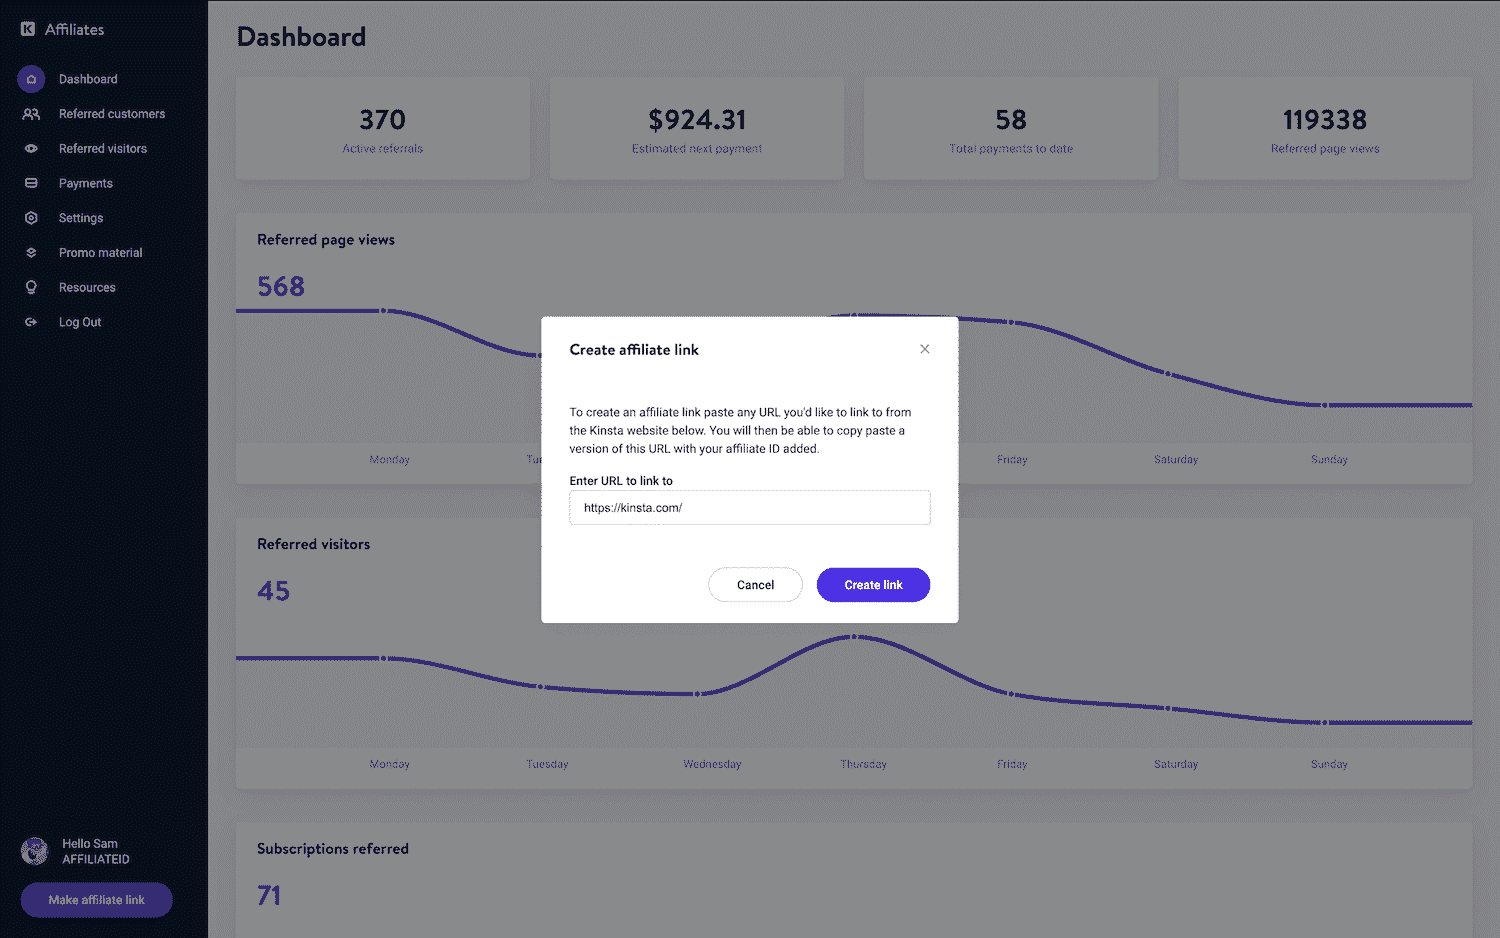 K Affiliates
Dashboard
Referred customers
Referred visitors
Payments
Settings
Promo material
Resources
Log Out
Hello Sam
AFFILIATEID
Make affiliate link
Dashboard
370
Active referrals
$924.31
Estimated next payment
58
Total payments to date
119338
Referred page views
Referred page views
568
Monday
Tue
Friday
Saturday
Sunday
Create affiliate link
To create an affiliate link paste any URL you'd like to link to from
the Kinsta website below. You will then be able to copy paste a
version of this URL with your affiliate ID added.
Enter URL to link to
https://kinsta.com/
Cancel
Create link
Referred visitors
45
Monday
Tuesday
Wednesday
Thursday
Friday
Saturday
Sunday
Subscriptions referred
71